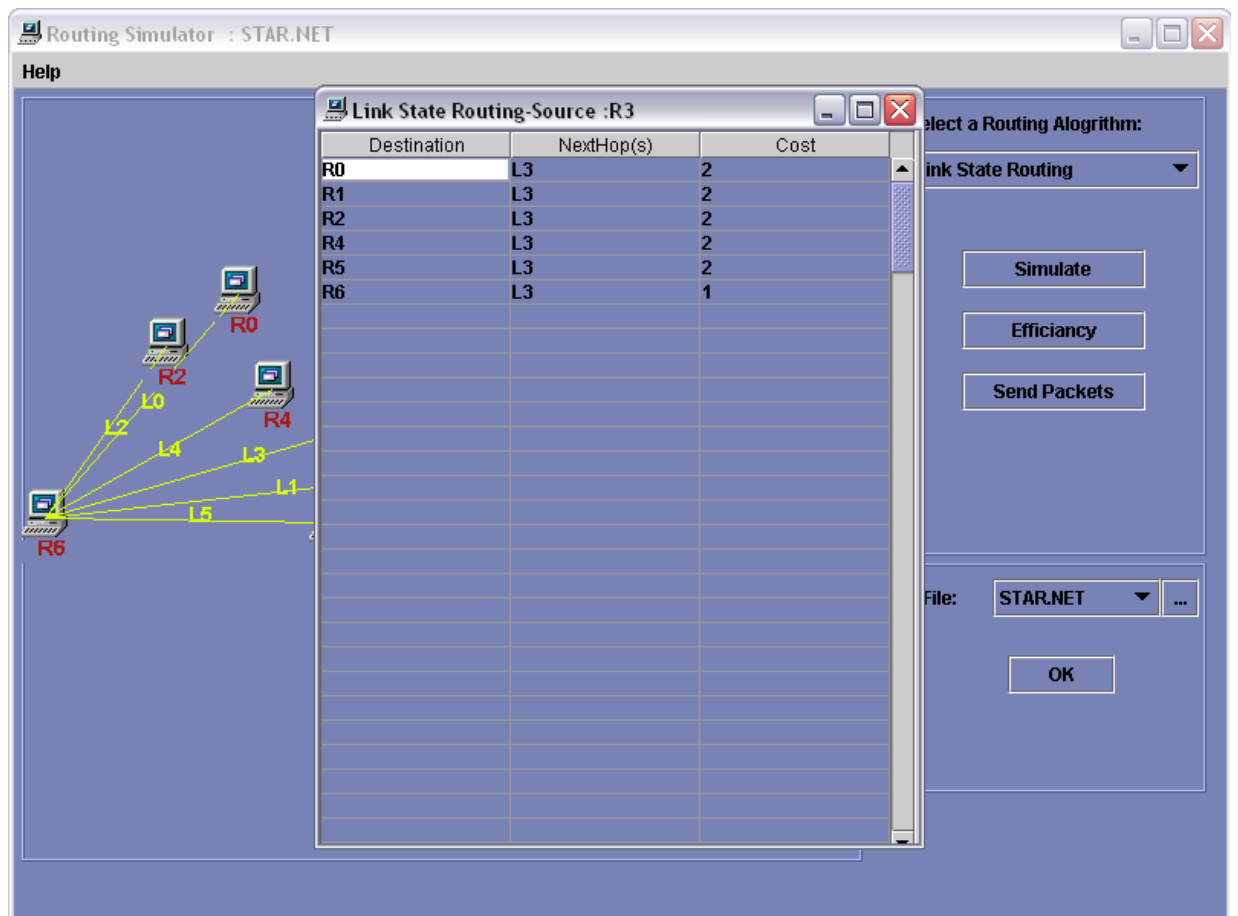 Routing Simulator : STAR.NET
Help
Link State Routing-Source :R3
Destination NextHop(s) Cost
R0 L3 2
R1 L3 2
R2 L3 2
R4 L3 2
R5 L3 2
R6 L3 1
elect a Routing Alogrithm:
ink State Routing
Simulate
Efficiancy
Send Packets
R0
R2
L0
R4
L2
L4
L3
L1
L5
R6
File: STAR.NET ...
OK